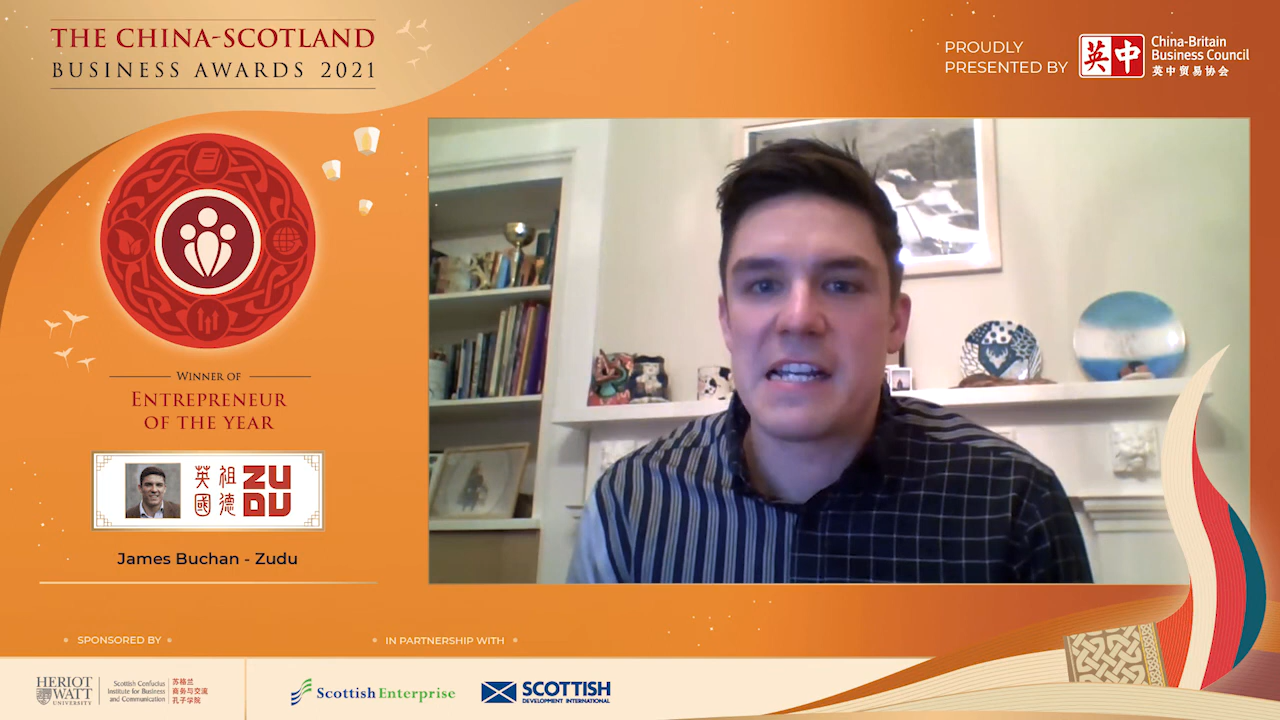 THE CHINA-SCOTLAND
BUSINESS AWARDS 2021
PROUDLY
PRESENTED BY
英中
China-Britain
Business Council
英中贸易协会
WINNER OF
ENTREPRENEUR
OF THE YEAR
英國
祖德
ZUDU
James Buchan - Zudu
SPONSORED BY
IN PARTNERSHIP WITH
HERIOT
WATT
UNIVERSITY
Scottish Confucius
Institute for Business
and Communication
苏格兰
商务与交流
孔子学院
Scottish Enterprise
SCOTTISH
DEVELOPMENT INTERNATIONAL